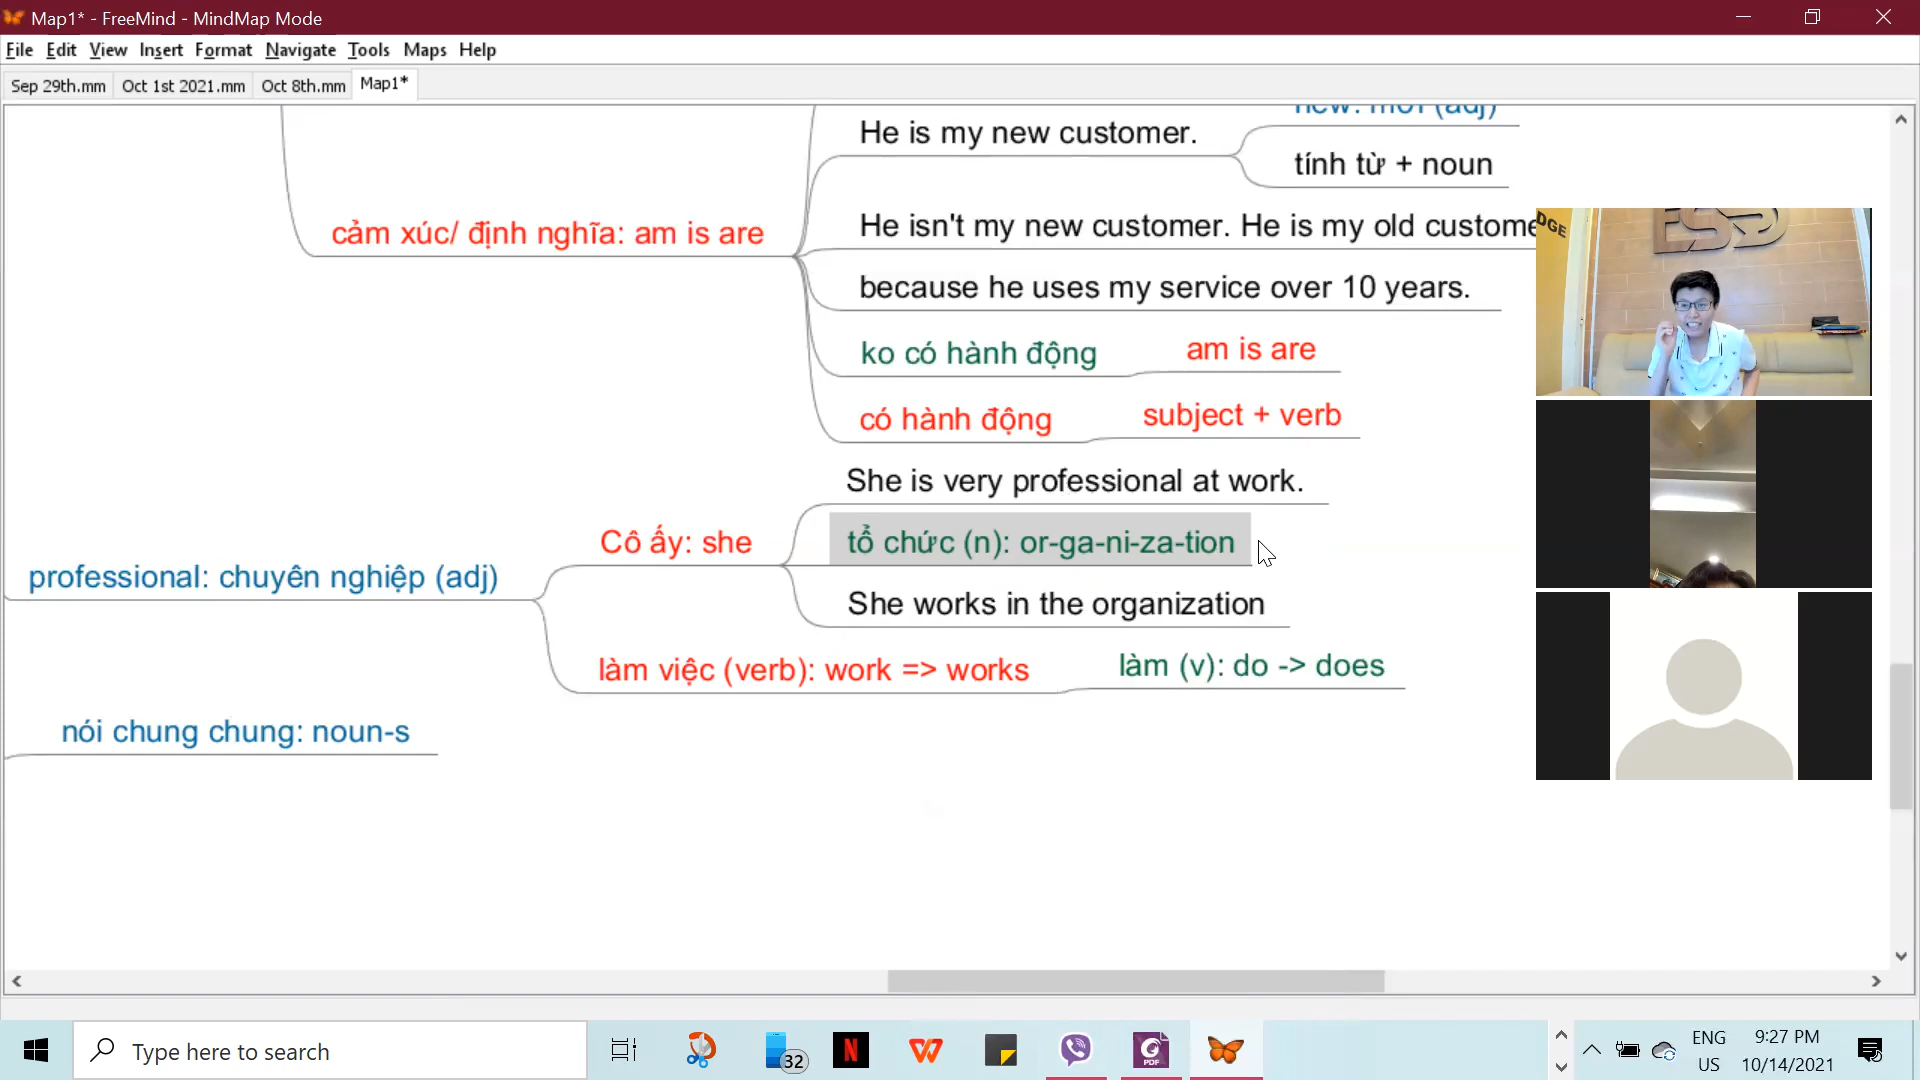 Map1* - FreeMind - MindMap Mode
File Edit View Insert Format Navigate Tools Maps Help
Sep 29th.mm Oct 1st 2021.mm Oct 8th.mm Map1*
new: mới (adj)
He is my new customer.
tính từ + noun
cảm xúc/ định nghĩa: am is are
He isn't my new customer. He is my old custome
because he uses my service over 10 years.
ko có hành động am is are
có hành động subject + verb
She is very professional at work.
Cô ấy: she
tổ chức (n): or-ga-ni-za-tion
professional: chuyên nghiệp (adj)
She works in the organization
làm việc (verb): work => works làm (v): do -> does
nói chung chung: noun-s
DGE
ESD
Type here to search
32
N
W
PDF
ENG
US
9:27 PM
10/14/2021